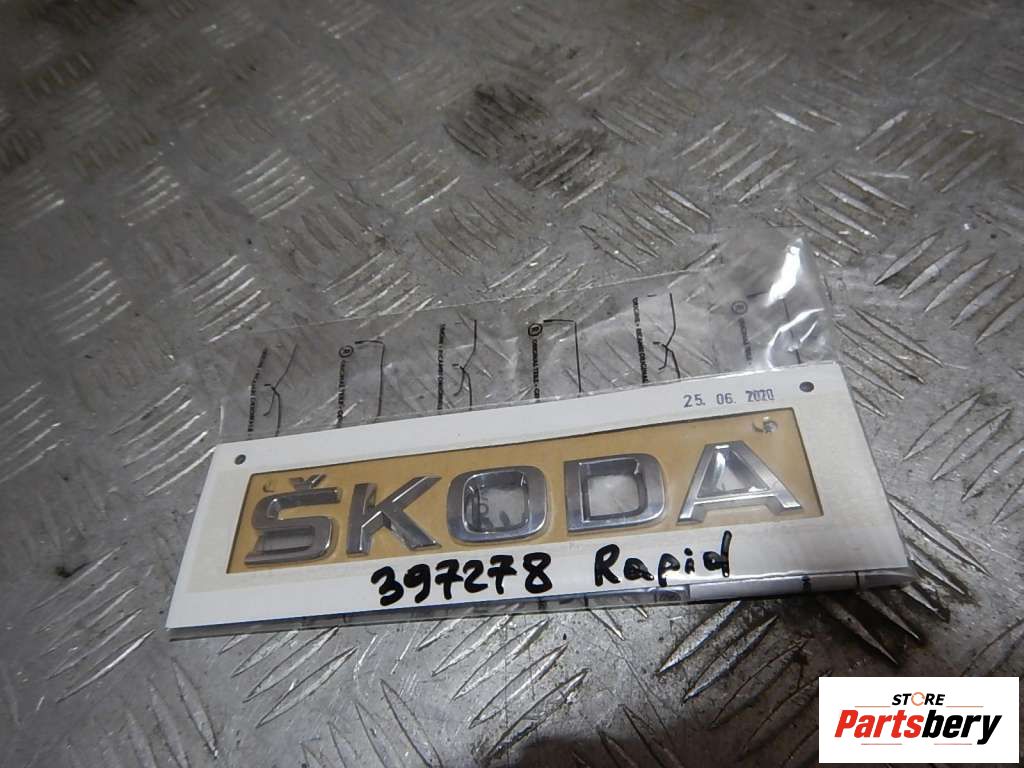 25. 06. 2020
ŠKODA
397278 Rapid
STORE
Partsbery